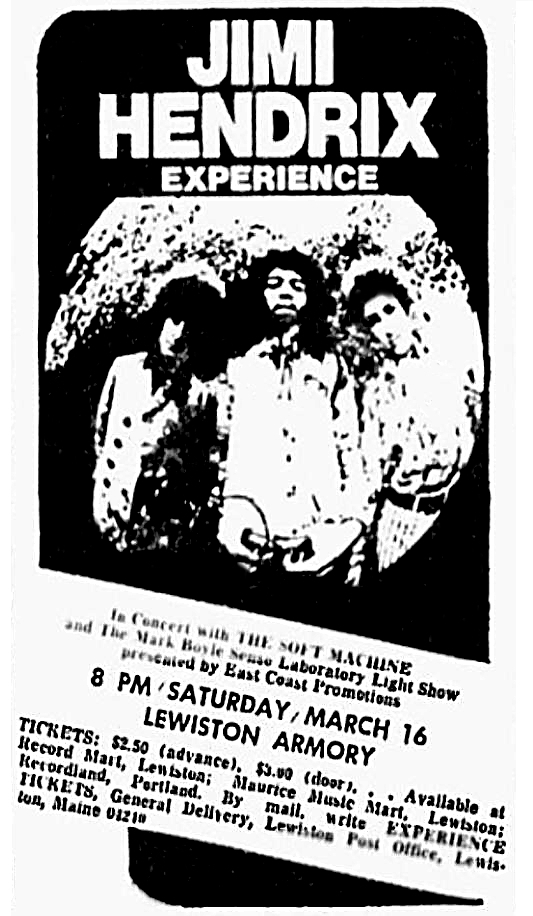 JIMI
HENDRIX
EXPERIENCE
In Concert with THE SOFT MACHINE
and The Mark Boyle Senso Laboratory Light Show
presented by East Coast Promotions
8 PM/SATURDAY/MARCH 16
LEWISTON ARMORY
TICKETS: $2.50 (advance), $3.00 (door). . . Available at
Record Mart, Lewiston; Maurice Music Mart, Lewiston;
Recordland, Portland. By mail, write EXPERIENCE
TICKETS, General Delivery, Lewiston Post Office, Lewis-
ton, Maine 01210